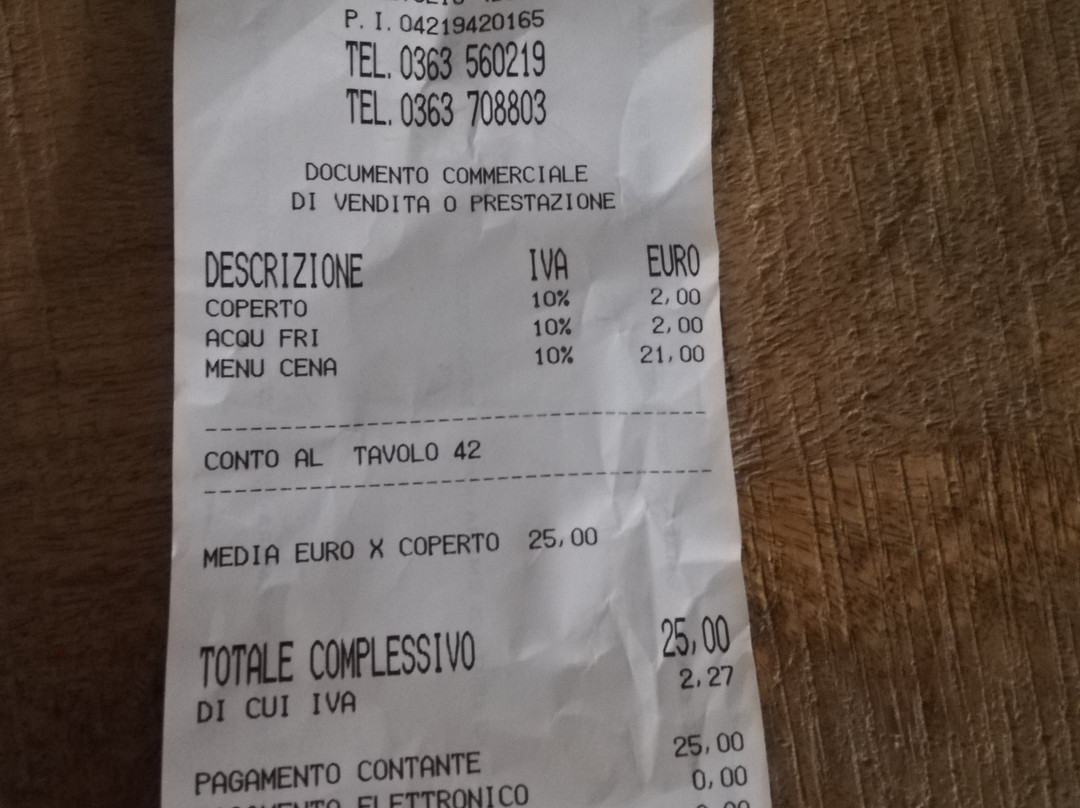 P. I. 04219420165
TEL. 0363 560219
TEL. 0363 708803
DOCUMENTO COMMERCIALE
DI VENDITA O PRESTAZIONE
DESCRIZIONE IVA EURO
COPERTO 10% 2,00
ACQU FRI 10% 2,00
MENU CENA 10% 21,00
CONTO AL TAVOLO 42
MEDIA EURO X COPERTO 25,00
TOTALE COMPLESSIVO 25,00
DI CUI IVA 2,27
PAGAMENTO CONTANTE 25,00
PAGAMENTO ELETTRONICO 0,00